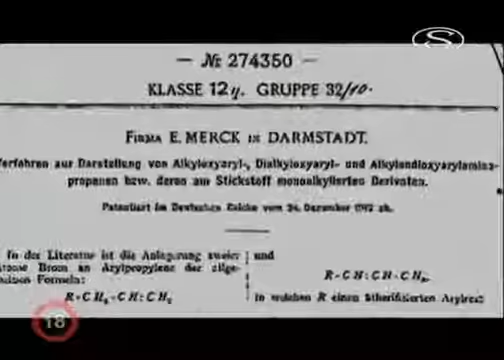 — № 274350 —
KLASSE 12q. GRUPPE 32/10.
FIRMA E. MERCK IN DARMSTADT.
Verfahren zur Darstellung von Alkyloxyaryl-, Dialkyloxyaryl- und Alkylendioxyarylamino-
propanen bzw. deren am Stickstoff monoalkylierten Derivaten.
Patentiert im Deutschen Reiche vom 24. Dezember 1912 ab.
In der Literatur ist die Anlagerung zweier
Atome Brom an Arylpropylene der allge-
meinen Formeln:
R-CH₂-CH:CH₂
und
R-CH:CH-CH₃,
in welchen R einen ätherifizierten Arylrest
18
S